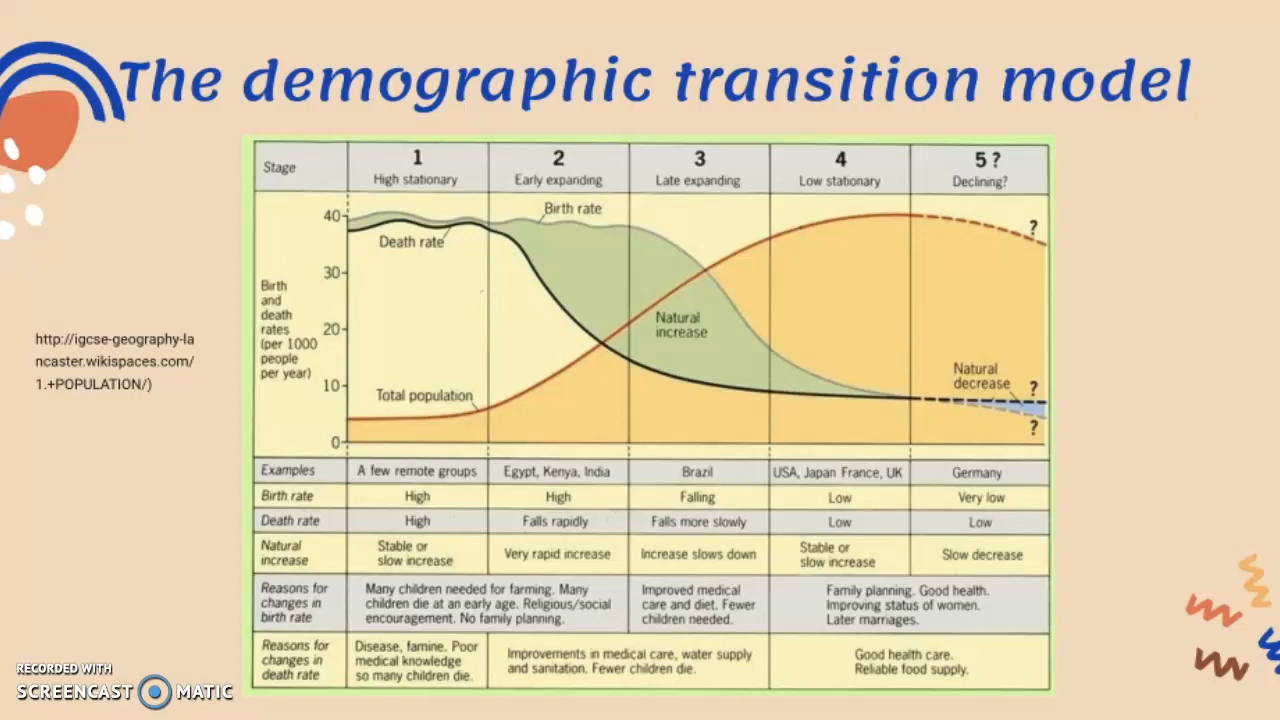 The demographic transition model
Stage
1
High stationary
2
Early expanding
3
Late expanding
4
Low stationary
5 ?
Declining?
Birth
and
death
rates
(per 1000
people
per year)
40
30
20
10
0
Birth rate
Death rate
Total population
Natural
increase
Natural
decrease
?
?
?
http://igcse-geography-la
ncaster.wikispaces.com/
1.+POPULATION/)
Examples
A few remote groups
Egypt, Kenya, India
Brazil
USA, Japan France, UK
Germany
Birth rate
High
High
Falling
Low
Very low
Death rate
High
Falls rapidly
Falls more slowly
Low
Low
Natural
increase
Stable or
slow increase
Very rapid increase
Increase slows down
Stable or
slow increase
Slow decrease
Reasons for
changes in
birth rate
Many children needed for farming. Many
children die at an early age. Religious/social
encouragement. No family planning.
Improved medical
care and diet. Fewer
children needed.
Family planning. Good health.
Improving status of women.
Later marriages.
Reasons for
changes in
death rate
Disease, famine. Poor
medical knowledge
so many children die.
Improvements in medical care, water supply
and sanitation. Fewer children die.
Good health care.
Reliable food supply.
RECORDED WITH
SCREENCAST MATIC